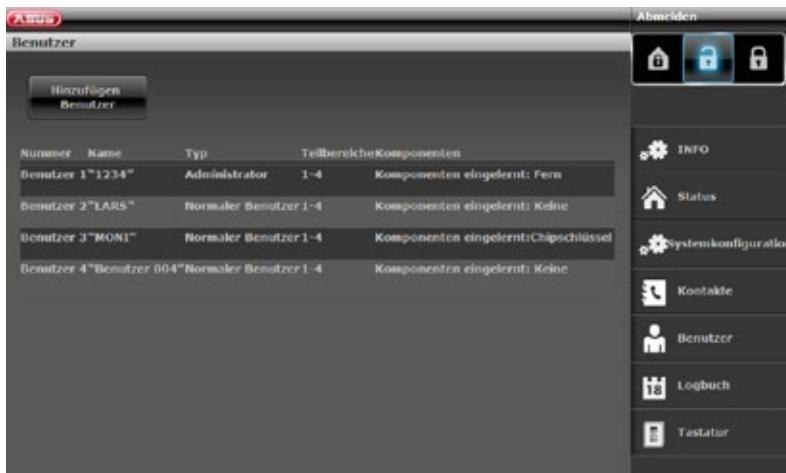 ABUS
Abmelden
Benutzer
Hinzufügen
Benutzer
Nummer Name Typ Teilbereiche Komponenten
Benutzer 1 "1234" Administrator 1-4 Komponenten eingelernt: Fern
Benutzer 2 "LARS" Normaler Benutzer 1-4 Komponenten eingelernt: Keine
Benutzer 3 "MONI" Normaler Benutzer 1-4 Komponenten eingelernt:Chipschlüssel
Benutzer 4 "Benutzer 004" Normaler Benutzer 1-4 Komponenten eingelernt: Keine
INFO
Status
Systemkonfiguratio
Kontakte
Benutzer
18
Logbuch
Tastatur